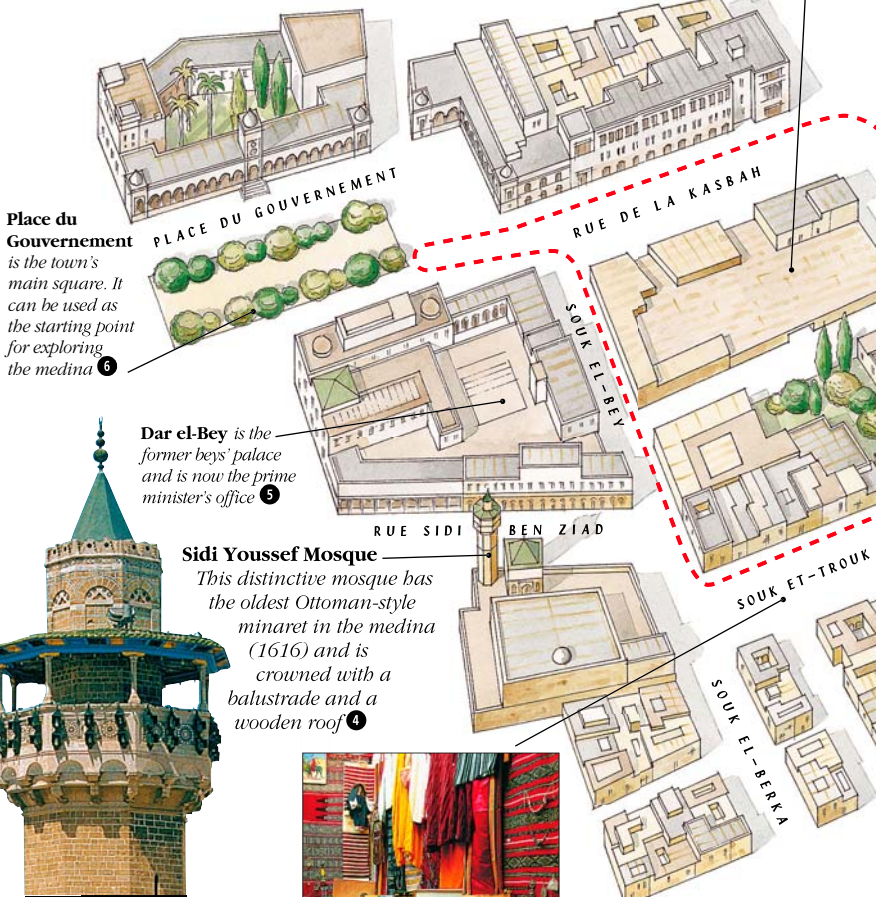 PLACE DU GOUVERNEMENT
RUE DE LA KASBAH
Place du
Gouvernement
is the town's
main square. It
can be used as
the starting point
for exploring
the medina 6
SOUK EL-BEY
Dar el-Bey is the
former beys' palace
and is now the prime
minister's office 5
RUE SIDI BEN ZIAD
Sidi Youssef Mosque
This distinctive mosque has
the oldest Ottoman-style
minaret in the medina
(1616) and is
crowned with a
balustrade and a
wooden roof 4
SOUK ET-TROUK
SOUK EL-BERKA